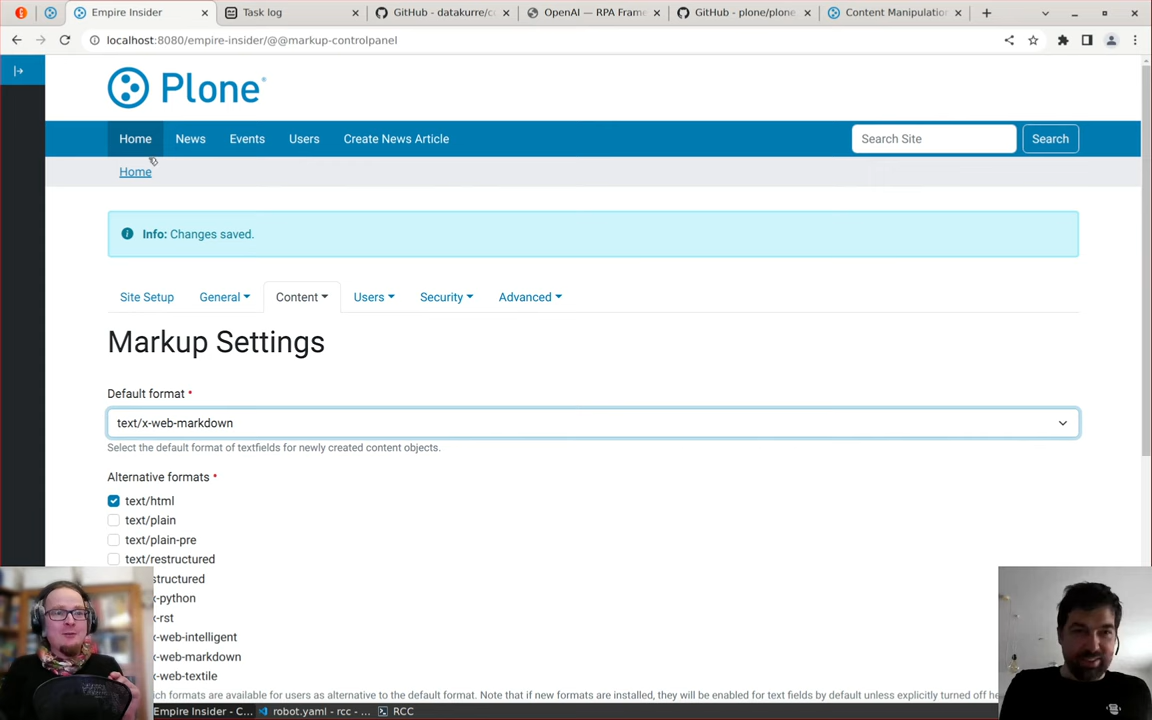 Empire Insider
Task log
GitHub - datakurre/cc
OpenAI — RPA Frame
GitHub - plone/plone
Content Manipulation
localhost:8080/empire-insider/@@markup-controlpanel
Plone®
Home
News
Events
Users
Create News Article
Search Site
Search
Home
Info: Changes saved.
Site Setup
General
Content
Users
Security
Advanced
Markup Settings
Default format •
text/x-web-markdown
Select the default format of textfields for newly created content objects.
Alternative formats •
text/html
text/plain
text/plain-pre
text/restructured
structured
x-python
x-rst
x-web-intelligent
x-web-markdown
x-web-textile
ich formats are available for users as alternative to the default format. Note that if new formats are installed, they will be enabled for text fields by default unless explicitly turned off he
Empire Insider - C...
robot.yaml - rcc - ...
RCC